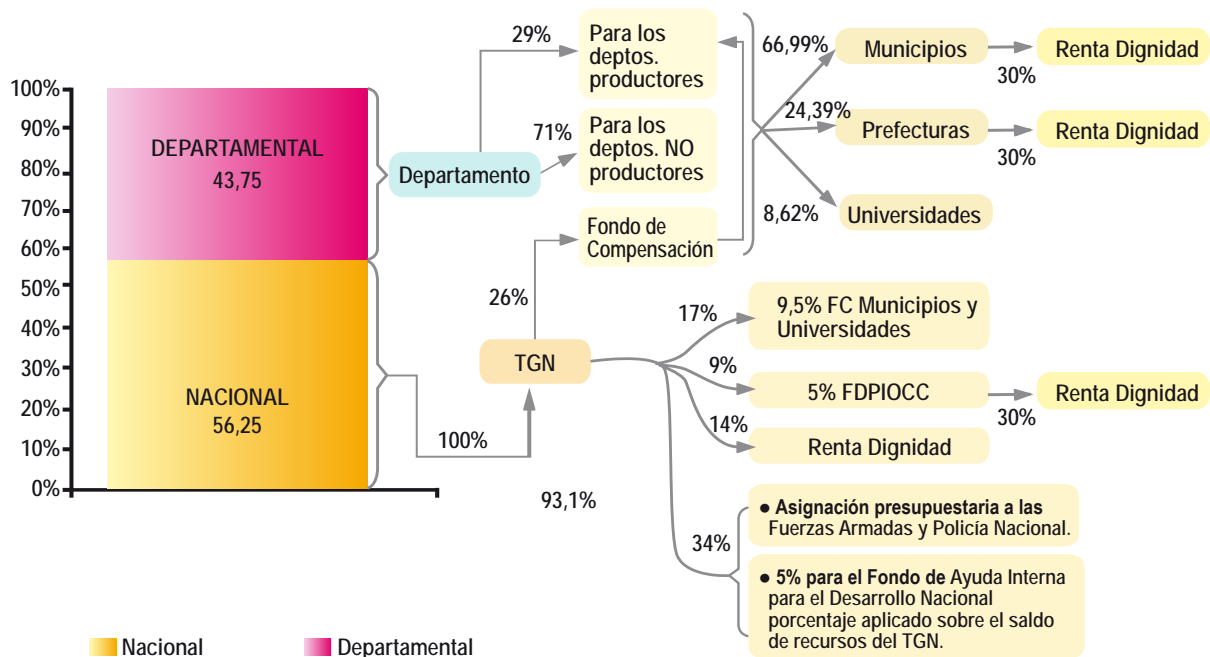 100%
90%
80%
70%
60%
50%
40%
30%
20%
10%
0%
DEPARTAMENTAL
43,75
NACIONAL
56,25
Departamento
29%
71%
Para los
deptos.
productores
Para los
deptos. NO
productores
Fondo de
Compensación
66,99%
24,39%
8,62%
Municipios
30%
Renta Dignidad
Prefecturas
30%
Renta Dignidad
Universidades
100%
26%
TGN
93,1%
17%
9%
14%
34%
9,5% FC Municipios y
Universidades
5% FDPIOCC
30%
Renta Dignidad
Renta Dignidad
● Asignación presupuestaria a las
Fuerzas Armadas y Policía Nacional.
● 5% para el Fondo de Ayuda Interna
para el Desarrollo Nacional
porcentaje aplicado sobre el saldo
de recursos del TGN.
Nacional
Departamental